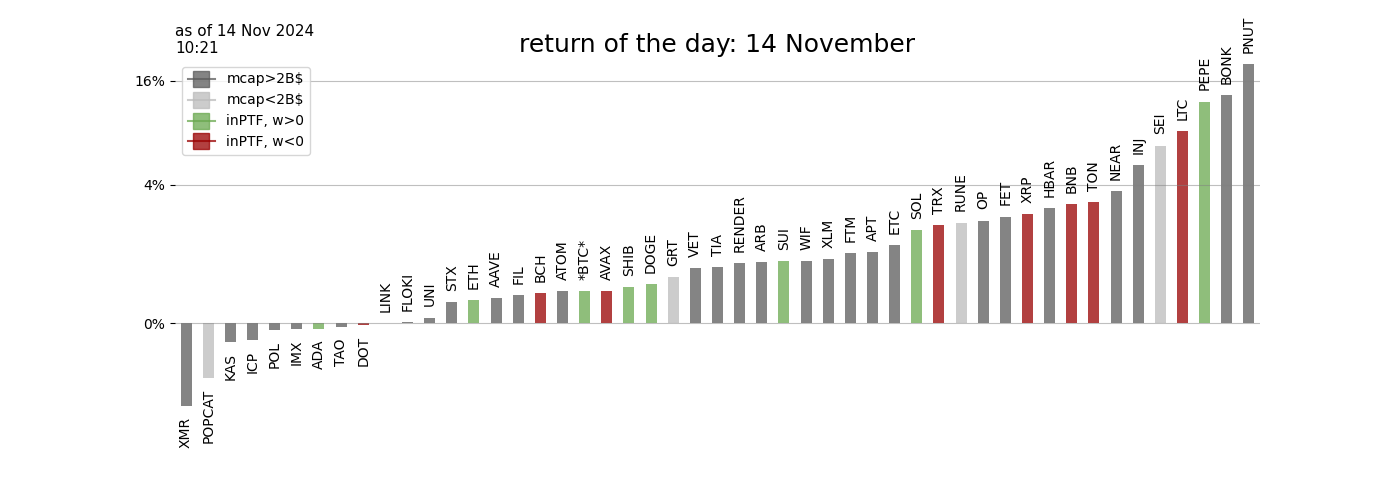 as of 14 Nov 2024
10:21
return of the day: 14 November
mcap>2B$
mcap<2B$
inPTF, w>0
inPTF, w<0
16%
4%
0%
XMR
POPCAT
KAS
ICP
POL
IMX
ADA
TAO
DOT
LINK
FLOKI
UNI
STX
ETH
AAVE
FIL
BCH
ATOM
*BTC*
AVAX
SHIB
DOGE
GRT
VET
TIA
RENDER
ARB
SUI
WIF
XLM
FTM
APT
ETC
SOL
TRX
RUNE
OP
FET
XRP
HBAR
BNB
TON
NEAR
INJ
SEI
LTC
PEPE
BONK
PNUT